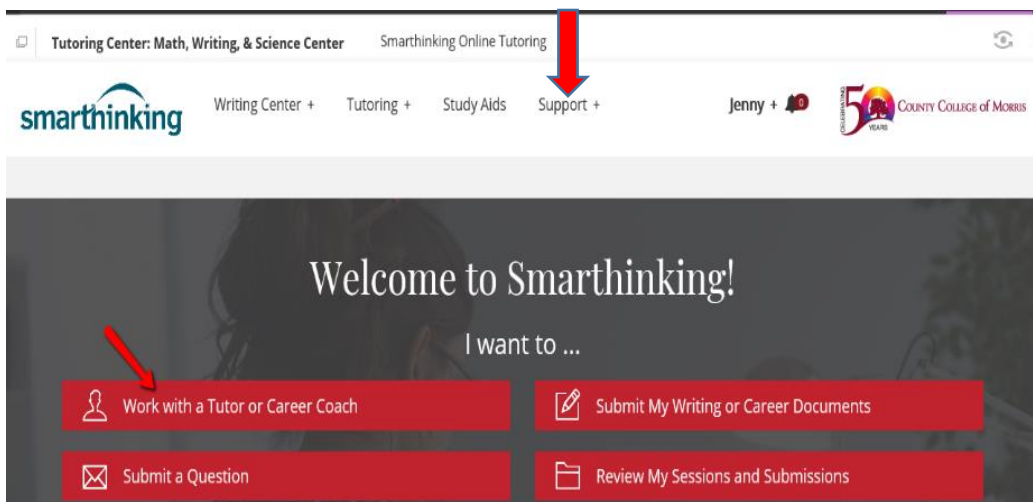 Tutoring Center: Math, Writing, & Science Center Smarthinking Online Tutoring
smarthinking Writing Center + Tutoring + Study Aids Support + Jenny + 0 CELEBRATING 50 YEARS COUNTY COLLEGE OF MORRIS
Welcome to Smarthinking!
I want to ...
Work with a Tutor or Career Coach Submit My Writing or Career Documents
Submit a Question Review My Sessions and Submissions